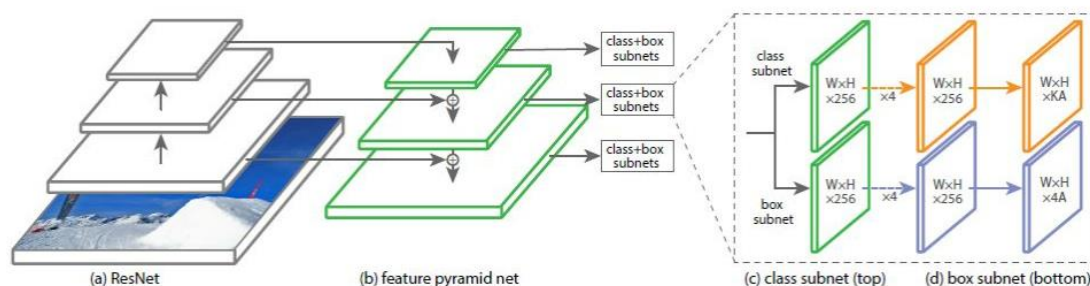 class+box
subnets
class+box
subnets
class+box
subnets
class
subnet
W×H
×256
×4
W×H
×256
W×H
×KA
box
subnet
W×H
×256
×4
W×H
×256
W×H
×4A
(a) ResNet
(b) feature pyramid net
(c) class subnet (top)
(d) box subnet (bottom)